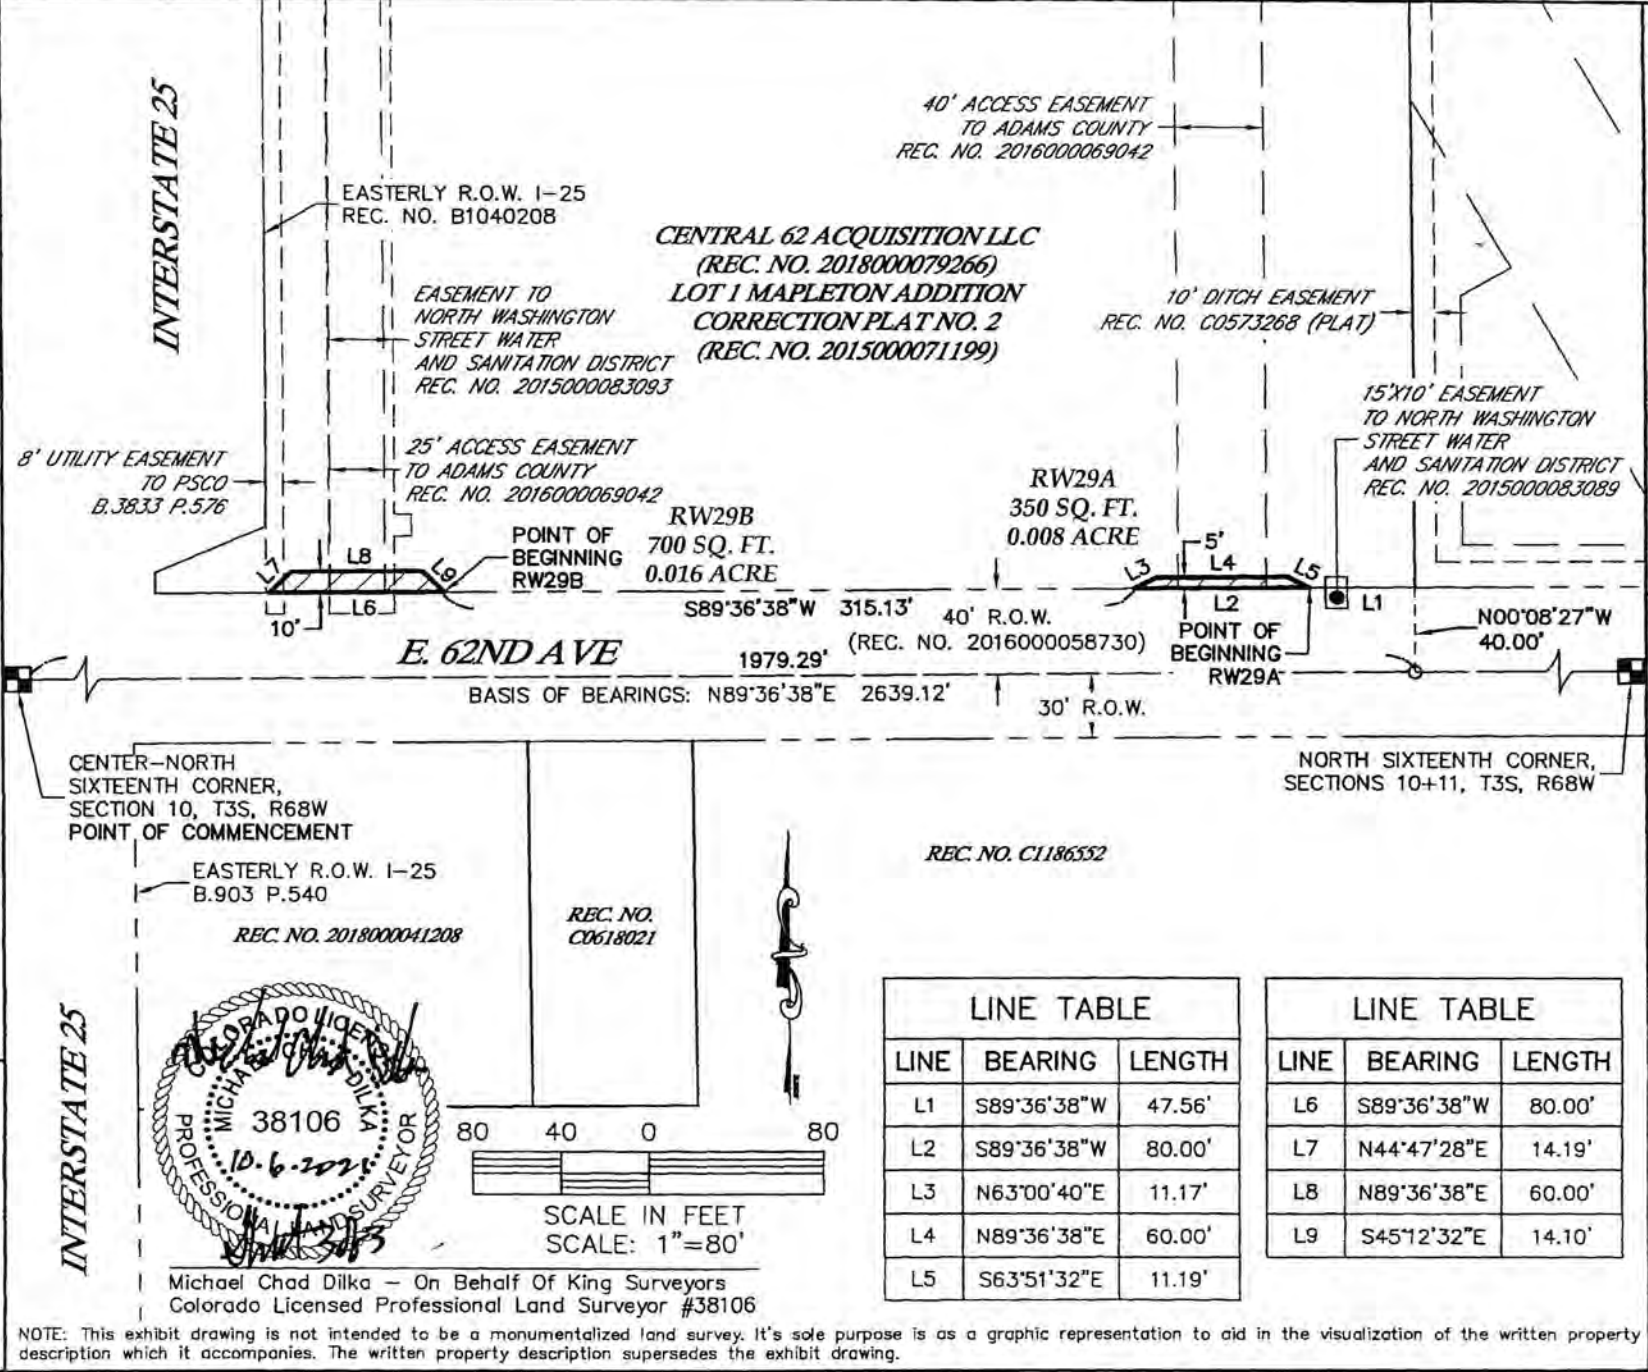 INTERSTATE 25
EASTERLY R.O.W. I-25
REC. NO. B1040208
40' ACCESS EASEMENT
TO ADAMS COUNTY
REC. NO. 2016000069042
CENTRAL 62 ACQUISITION LLC
(REC. NO. 2018000079266)
LOT 1 MAPLETON ADDITION
CORRECTION PLAT NO. 2
(REC. NO. 2015000071199)
EASEMENT TO
NORTH WASHINGTON
STREET WATER
AND SANITATION DISTRICT
REC. NO. 2015000083093
10' DITCH EASEMENT
REC. NO. C0573268 (PLAT)
15'X10' EASEMENT
TO NORTH WASHINGTON
STREET WATER
AND SANITATION DISTRICT
REC. NO. 2015000083089
8' UTILITY EASEMENT
TO PSCO
B.3833 P.576
25' ACCESS EASEMENT
TO ADAMS COUNTY
REC. NO. 2016000069042
RW29B
700 SQ. FT.
0.016 ACRE
POINT OF
BEGINNING
RW29B
RW29A
350 SQ. FT.
0.008 ACRE
L7
L8
L9
L6
10'
L3
5'
L4
L5
L2
L1
S89°36'38"W 315.13'
40' R.O.W.
(REC. NO. 2016000058730)
POINT OF
BEGINNING
RW29A
N00°08'27"W
40.00'
E. 62ND AVE
1979.29'
BASIS OF BEARINGS: N89°36'38"E 2639.12'
30' R.O.W.
CENTER-NORTH
SIXTEENTH CORNER,
SECTION 10, T3S, R68W
POINT OF COMMENCEMENT
NORTH SIXTEENTH CORNER,
SECTIONS 10+11, T3S, R68W
EASTERLY R.O.W. I-25
B.903 P.540
REC. NO. 2018000041208
REC. NO.
C0618021
REC. NO. C1186552
INTERSTATE 25
COLORADO LICENSED
MICHAEL CHAD DILKA
38106
10-6-2021
PROFESSIONAL LAND SURVEYOR
80 40 0 80
SCALE IN FEET
SCALE: 1"=80'
Michael Chad Dilka - On Behalf Of King Surveyors
Colorado Licensed Professional Land Surveyor #38106
LINE TABLE
LINE BEARING LENGTH
L1 S89°36'38"W 47.56'
L2 S89°36'38"W 80.00'
L3 N63°00'40"E 11.17'
L4 N89°36'38"E 60.00'
L5 S63°51'32"E 11.19'
LINE TABLE
LINE BEARING LENGTH
L6 S89°36'38"W 80.00'
L7 N44°47'28"E 14.19'
L8 N89°36'38"E 60.00'
L9 S45°12'32"E 14.10'
NOTE: This exhibit drawing is not intended to be a monumentalized land survey. It's sole purpose is as a graphic representation to aid in the visualization of the written property
description which it accompanies. The written property description supersedes the exhibit drawing.